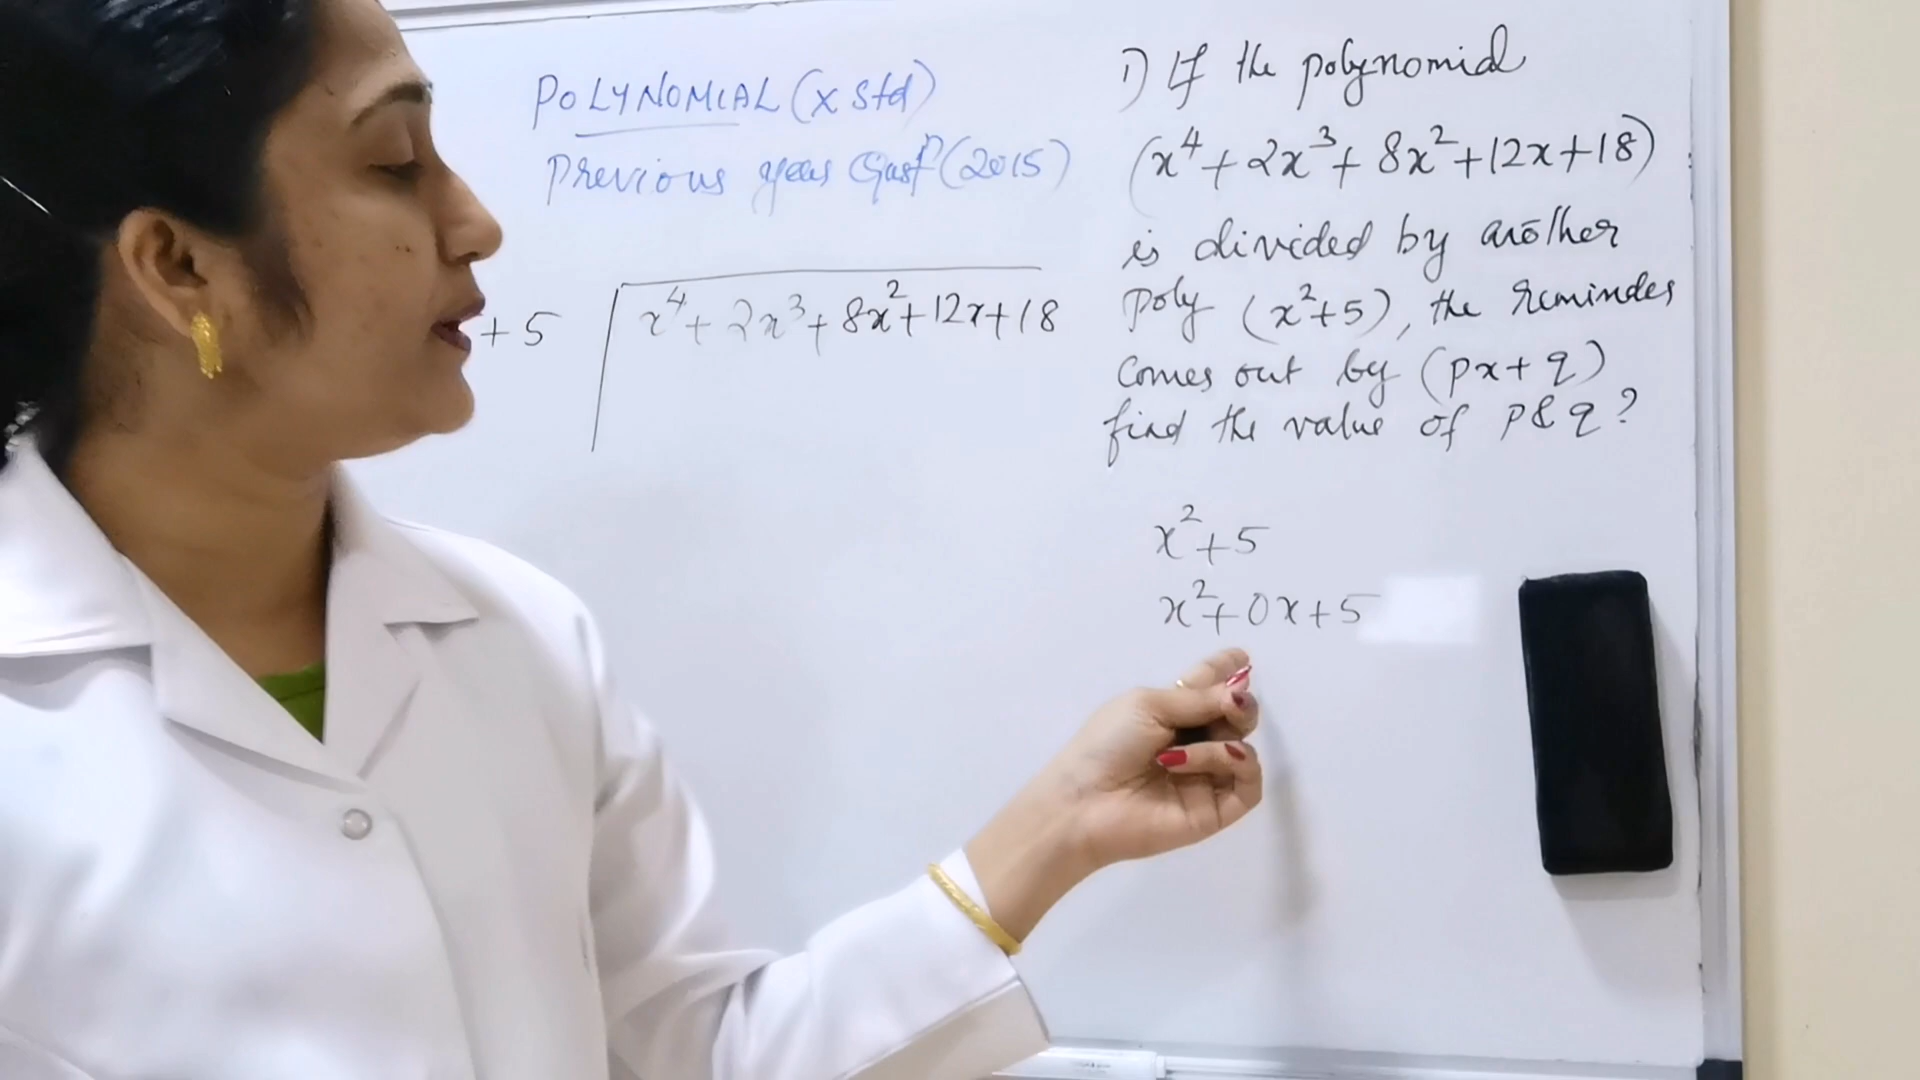 POLYNOMIAL (X Std)
Previous years Qust^n (2015)
+ 5 x⁴ + 2x³ + 8x² + 12x + 18
1) If the polynomial
(x⁴ + 2x³ + 8x² + 12x + 18)
is divided by another
Poly (x² + 5), the
Comes out by (px + q)
find the value of P & q?
x² + 5
x² + 0x + 5